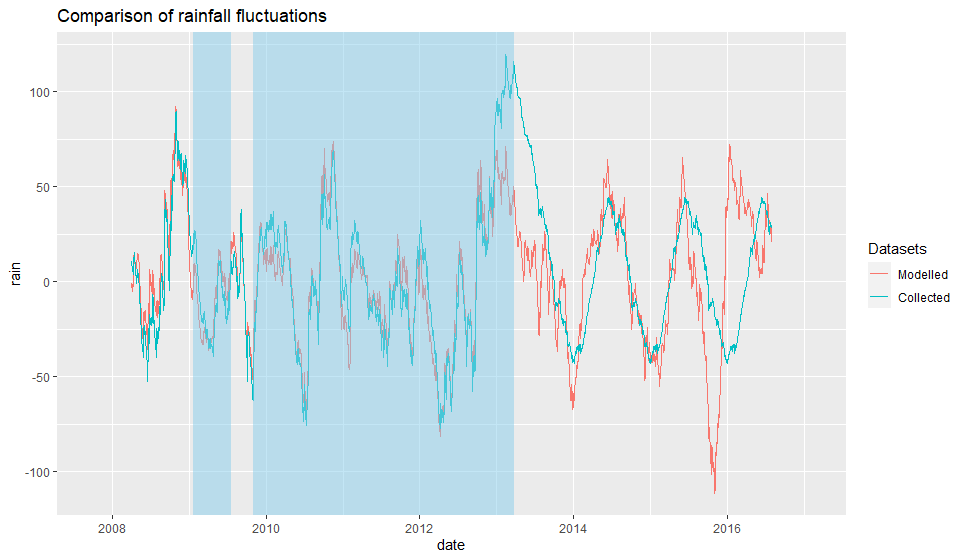 Comparison of rainfall fluctuations
100
50
0
-50
-100
rain
2008
2010
2012
2014
2016
date
Datasets
Modelled
Collected